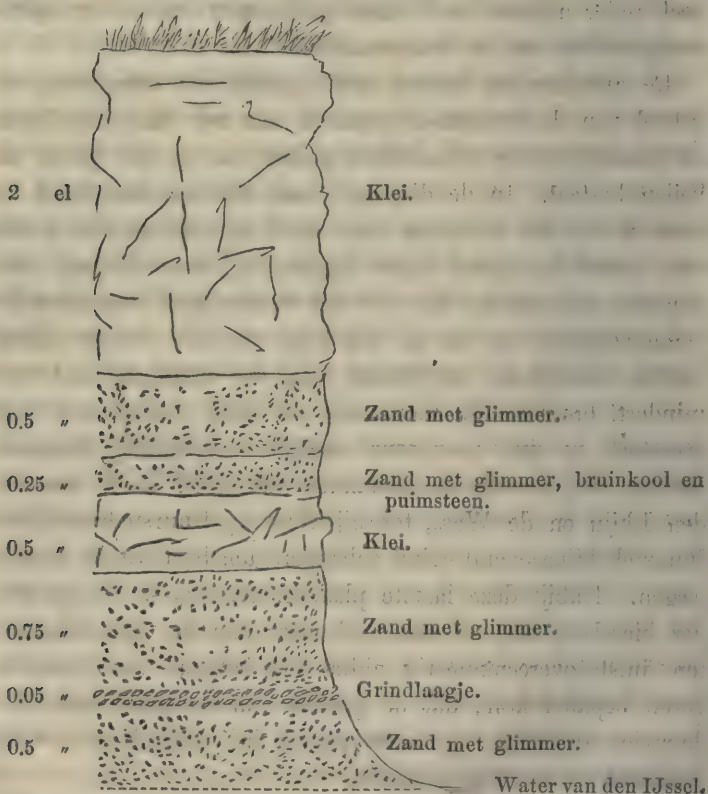 2 el Klei.
0.5 „ Zand met glimmer.
0.25 „ Zand met glimmer, bruinkool en
puimsteen.
0.5 „ Klei.
0.75 „ Zand met glimmer.
0.05 „ Grindlaagje.
0.5 „ Zand met glimmer.
Water van den IJssel.